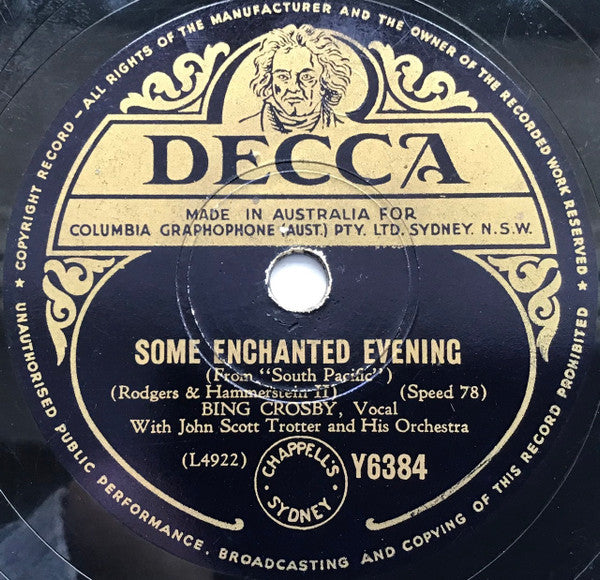 ★ COPYRIGHT RECORD — ALL RIGHTS OF THE MANUFACTURER AND THE OWNER OF THE RECORDED WORK RESERVED ★
DECCA
MADE IN AUSTRALIA FOR
COLUMBIA GRAPHOPHONE (AUST.) PTY. LTD. SYDNEY. N.S.W.
SOME ENCHANTED EVENING
(From "South Pacific")
(Rodgers & Hammerstein II) (Speed 78)
BING CROSBY, Vocal
With John Scott Trotter and His Orchestra
(L4922) CHAPPELL'S SYDNEY Y6384
UNAUTHORISED PUBLIC PERFORMANCE, BROADCASTING AND COPYING OF THIS RECORD PROHIBITED